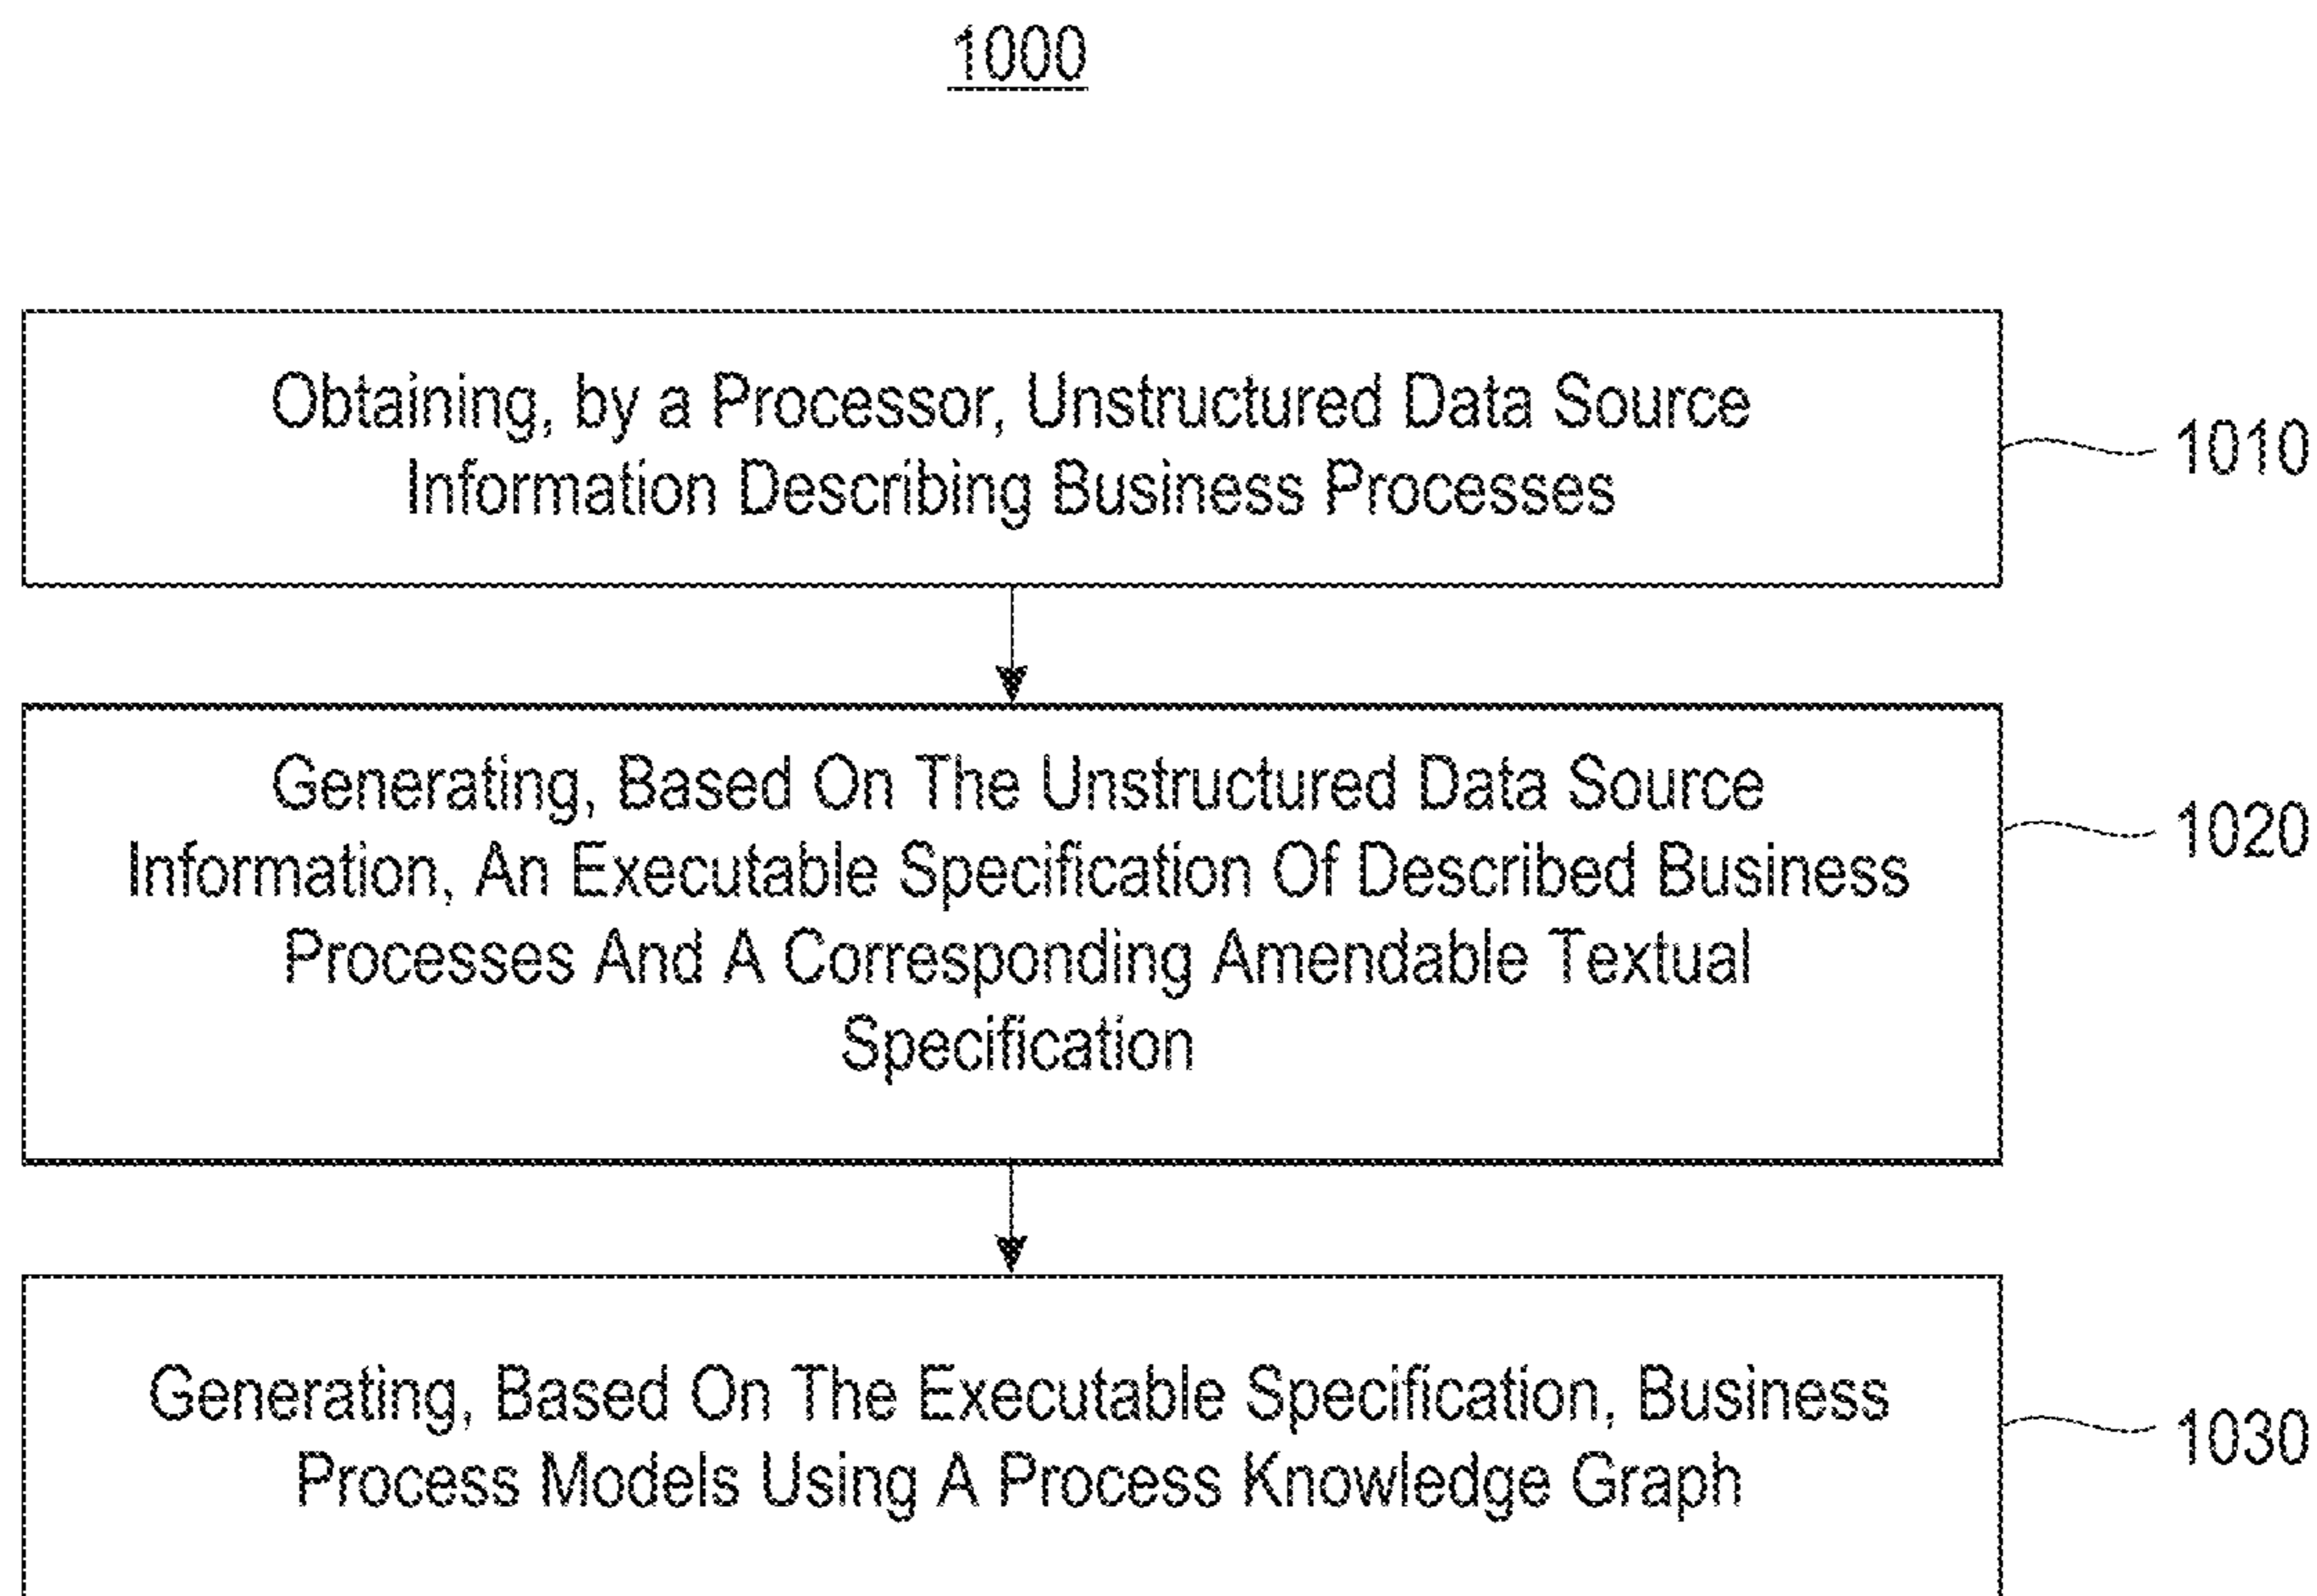 1000
Obtaining, by a Processor, Unstructured Data Source
Information Describing Business Processes
1010
Generating, Based On The Unstructured Data Source
Information, An Executable Specification Of Described Business
Processes And A Corresponding Amendable Textual
Specification
1020
Generating, Based On The Executable Specification, Business
Process Models Using A Process Knowledge Graph
1030